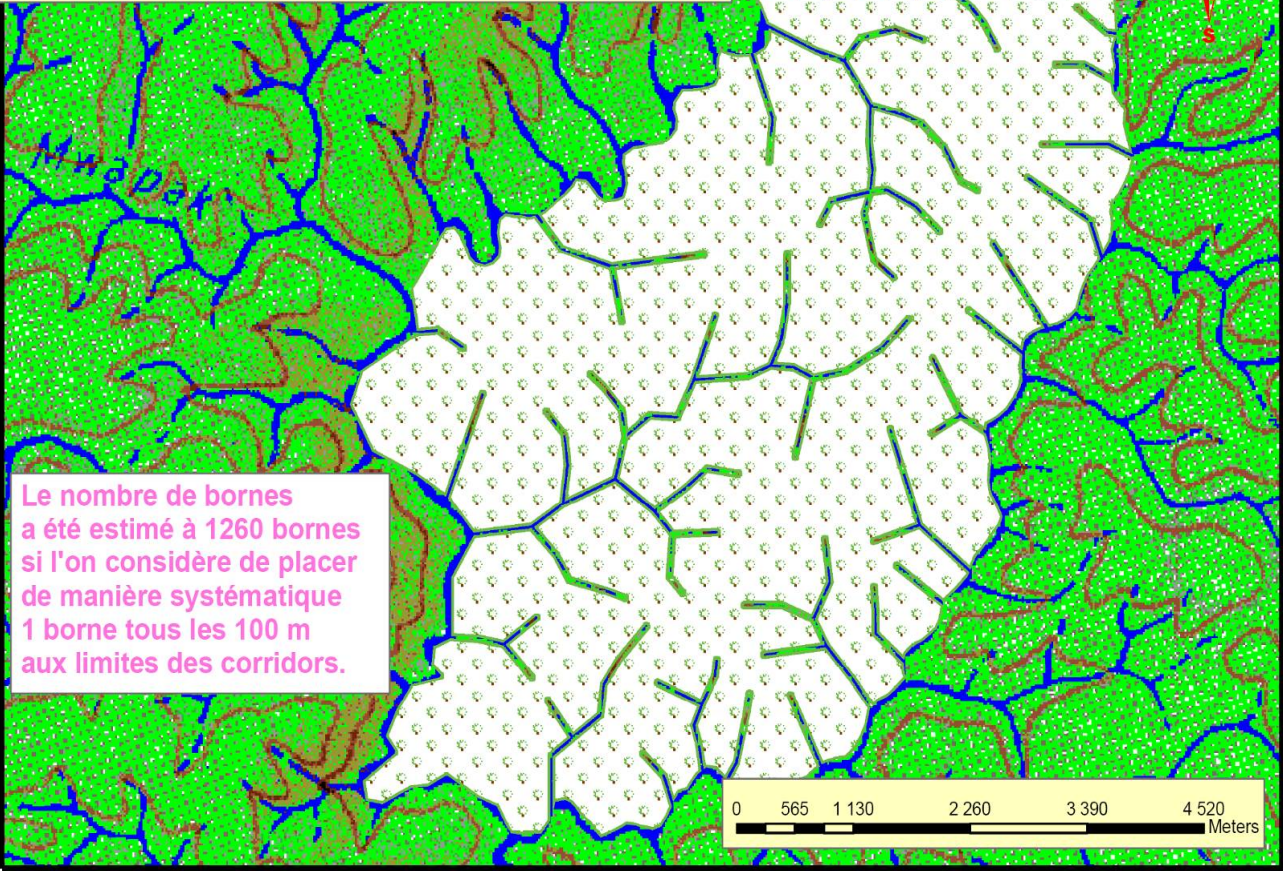 S
Le nombre de bornes
a été estimé à 1260 bornes
si l'on considère de placer
de manière systématique
1 borne tous les 100 m
aux limites des corridors.
0 565 1 130 2 260 3 390 4 520
Meters